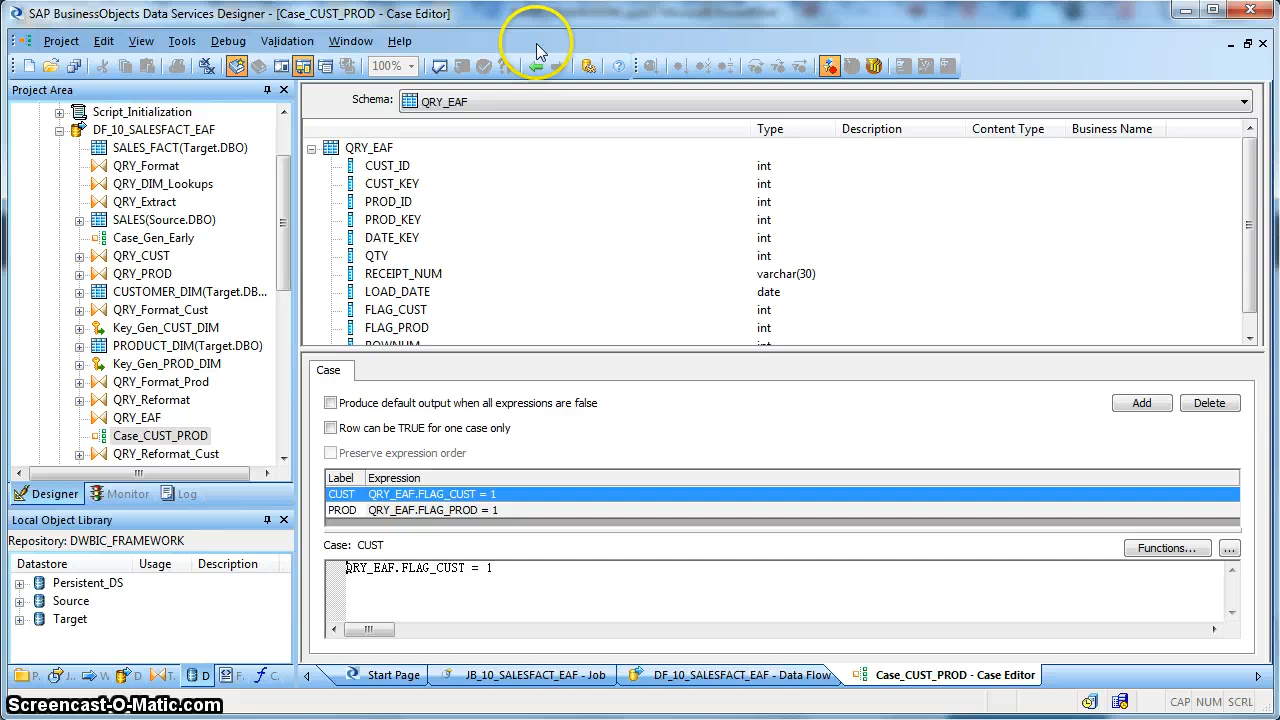 SAP BusinessObjects Data Services Designer - [Case_CUST_PROD - Case Editor]
Project Edit View Tools Debug Validation Window Help
100%
Project Area
Script_Initialization
DF_10_SALESFACT_EAF
SALES_FACT(Target.DBO)
QRY_Format
QRY_DIM_Lookups
QRY_Extract
SALES(Source.DBO)
Case_Gen_Early
QRY_CUST
QRY_PROD
CUSTOMER_DIM(Target.DB...
QRY_Format_Cust
Key_Gen_CUST_DIM
PRODUCT_DIM(Target.DBO)
Key_Gen_PROD_DIM
QRY_Format_Prod
QRY_Reformat
QRY_EAF
Case_CUST_PROD
QRY_Reformat_Cust
Designer Monitor Log
Local Object Library
Repository: DWBIC_FRAMEWORK
Datastore Usage Description
Persistent_DS
Source
Target
P. J.. W T.. D F. C.
Schema: QRY_EAF
Type Description Content Type Business Name
QRY_EAF
CUST_ID int
CUST_KEY int
PROD_ID int
PROD_KEY int
DATE_KEY int
QTY int
RECEIPT_NUM varchar(30)
LOAD_DATE date
FLAG_CUST int
FLAG_PROD int
ROWNUM int
Case
Produce default output when all expressions are false
Add Delete
Row can be TRUE for one case only
Preserve expression order
Label Expression
CUST QRY_EAF.FLAG_CUST = 1
PROD QRY_EAF.FLAG_PROD = 1
Case: CUST
Functions... ...
QRY_EAF.FLAG_CUST = 1
Start Page JB_10_SALESFACT_EAF - Job DF_10_SALESFACT_EAF - Data Flow Case_CUST_PROD - Case Editor
Screencast-O-Matic.com
CAP NUM SCRL